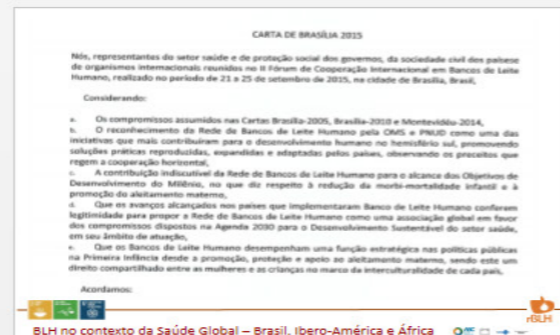 CARTA DE BRASÍLIA 2015
Nós, representantes do setor saúde e de proteção social dos governos, da sociedade civil dos países e
de organismos internacionais reunidos no II Fórum de Cooperação Internacional em Bancos de Leite
Humano, realizado no período de 21 a 25 de setembro de 2015, na cidade de Brasília, Brasil,
Considerando:
a. Os compromissos assumidos nas Cartas Brasília-2005, Brasília-2010 e Montevidéu-2014,
b. O reconhecimento da Rede de Bancos de Leite Humano pela OMS e PNUD como uma das
iniciativas que mais contribuíram para o desenvolvimento humano no hemisfério sul, promovendo
soluções práticas reproduzidas, expandidas e adaptadas pelos países, observando os preceitos que
regem a cooperação horizontal,
c. A contribuição indiscutível da Rede de Bancos de Leite Humano para o alcance dos Objetivos de
Desenvolvimento do Milênio, no que diz respeito à redução da morbi-mortalidade infantil e à
promoção do aleitamento materno,
d. Que os avanços alcançados nos países que implementaram Banco de Leite Humano conferem
legitimidade para propor a Rede de Bancos de Leite Humano como uma associação global em favor
dos compromissos dispostos na Agenda 2030 para o Desenvolvimento Sustentável do setor saúde,
em seu âmbito de atuação,
e. Que os Bancos de Leite Humano desempenham uma função estratégica nas políticas públicas
na Primeira Infância desde a promoção, proteção e apoio ao aleitamento materno, sendo este um
direito compartilhado entre as mulheres e as crianças no marco da interculturalidade de cada país,
Acordamos:
rBLH
BLH no contexto da Saúde Global – Brasil, Ibero-América e África